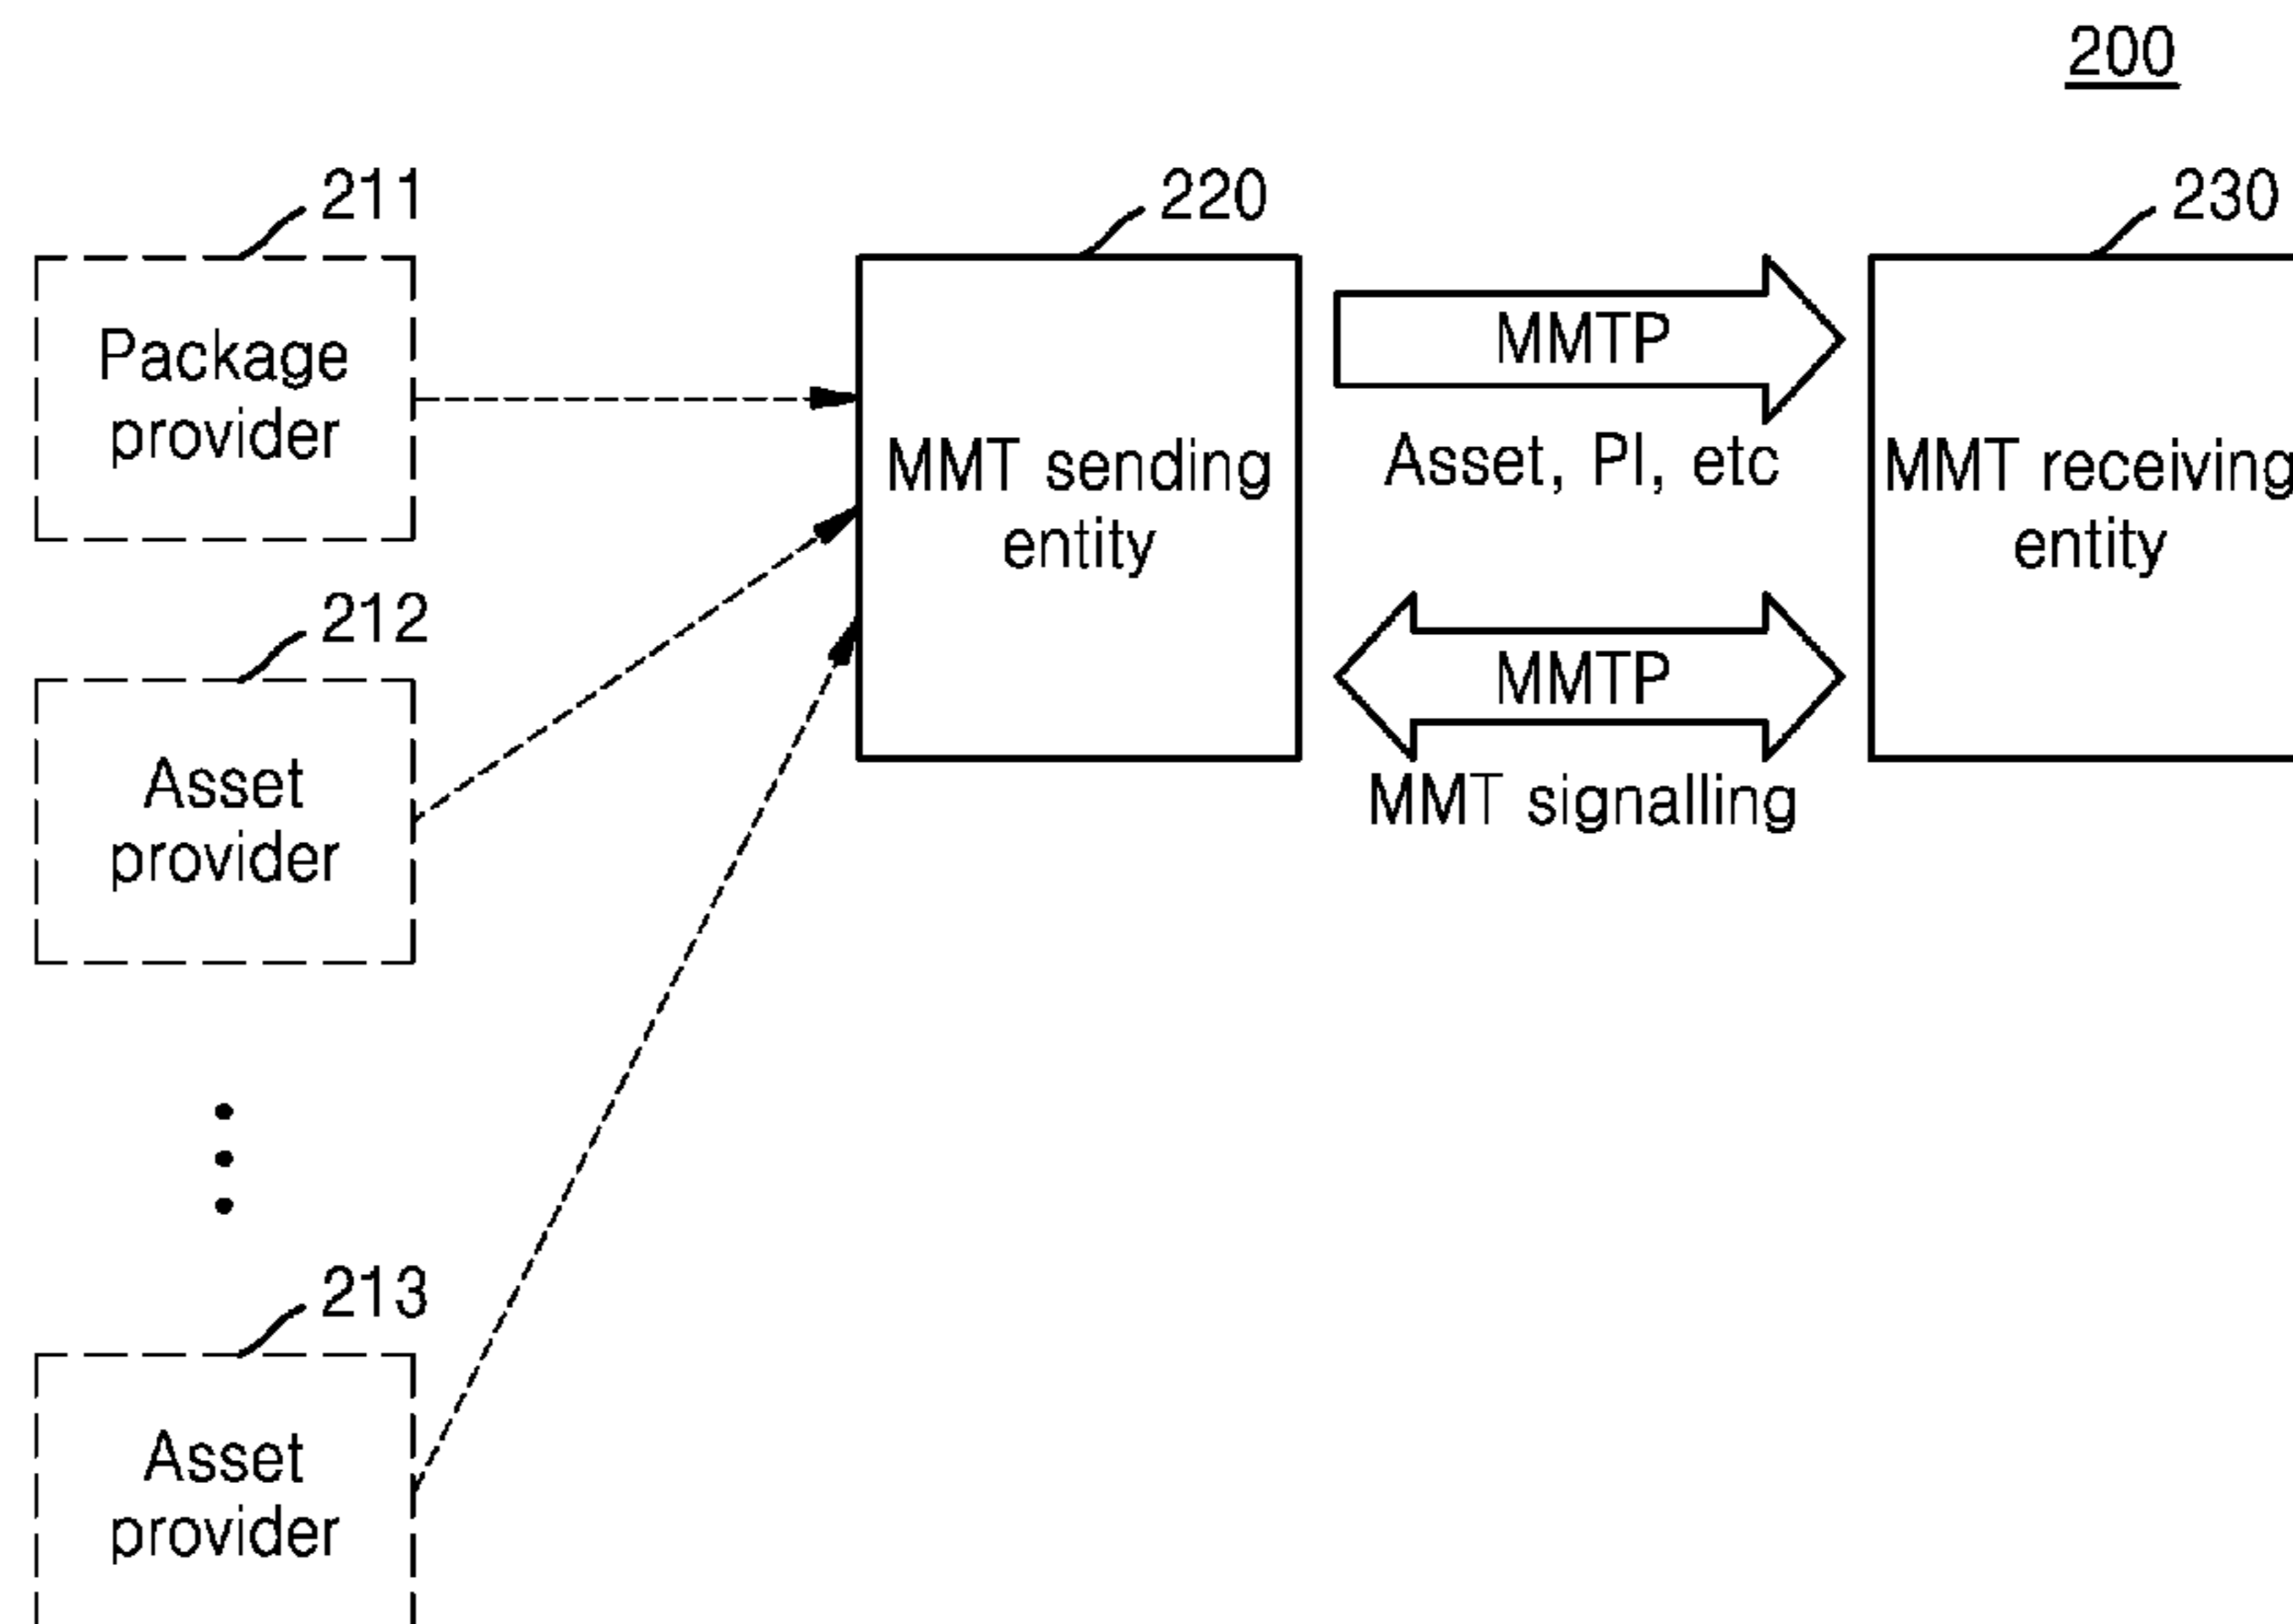 200
211
220
230
Package
provider
MMT sending
entity
MMTP
Asset, PI, etc
MMT receiving
entity
212
MMTP
MMT signalling
Asset
provider
213
Asset
provider